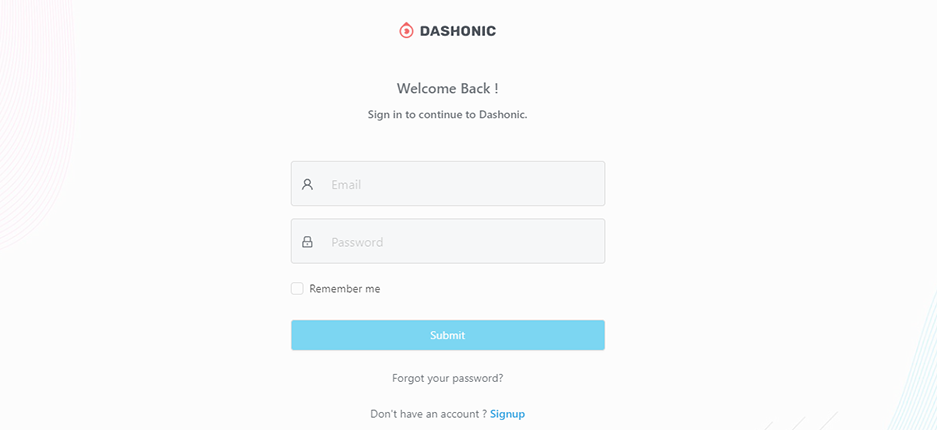 DASHONIC
Welcome Back !
Sign in to continue to Dashonic.
Email
Password
Remember me
Submit
Forgot your password?
Don't have an account ? Signup